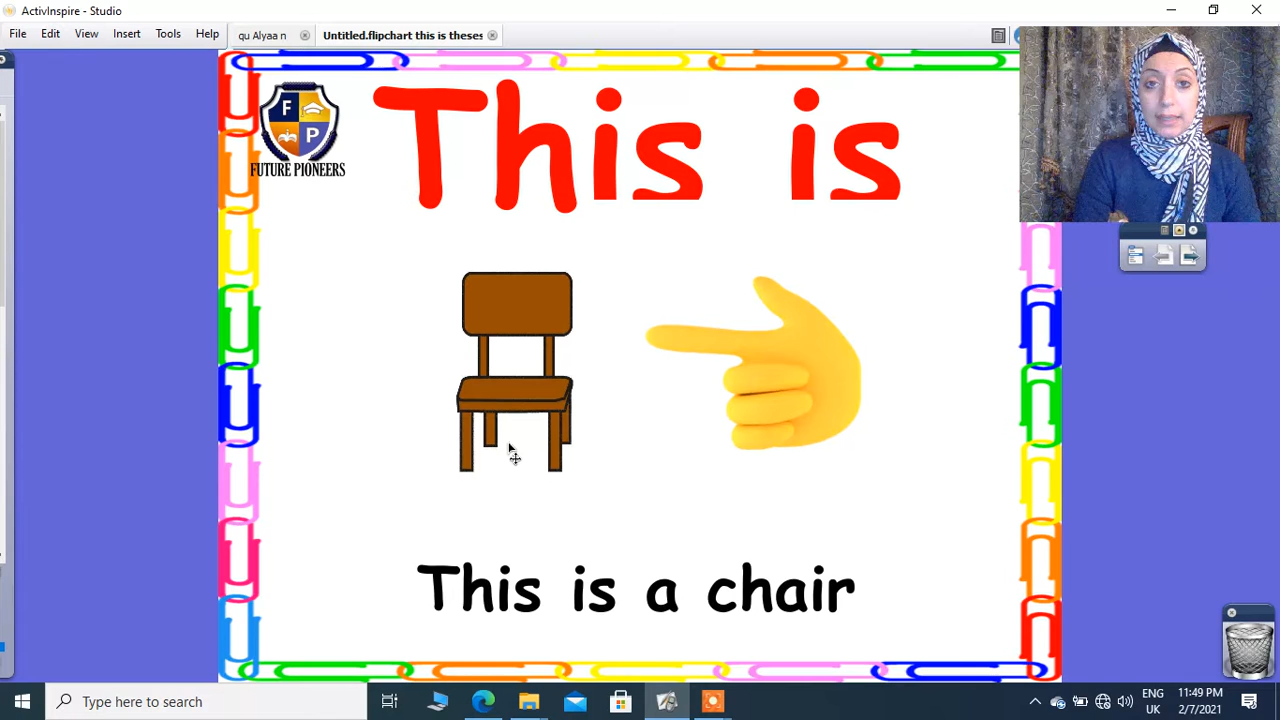 ActivInspire - Studio
File Edit View Insert Tools Help
qu Alyaa n
Untitled.flipchart this is theses
This is
F
P
FUTURE PIONEERS
This is a chair
Type here to search
ENG
UK
11:49 PM
2/7/2021